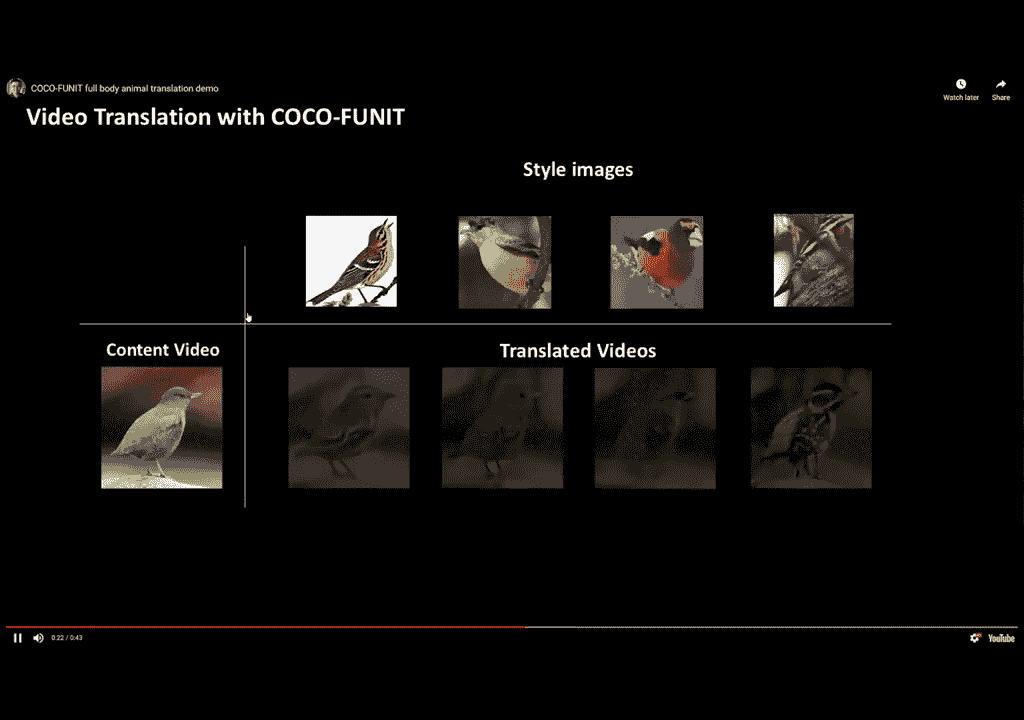 COCO-FUNIT full body animal translation demo
Watch later
Share
Video Translation with COCO-FUNIT
Style images
Content Video
Translated Videos
0:22 / 0:43
YouTube